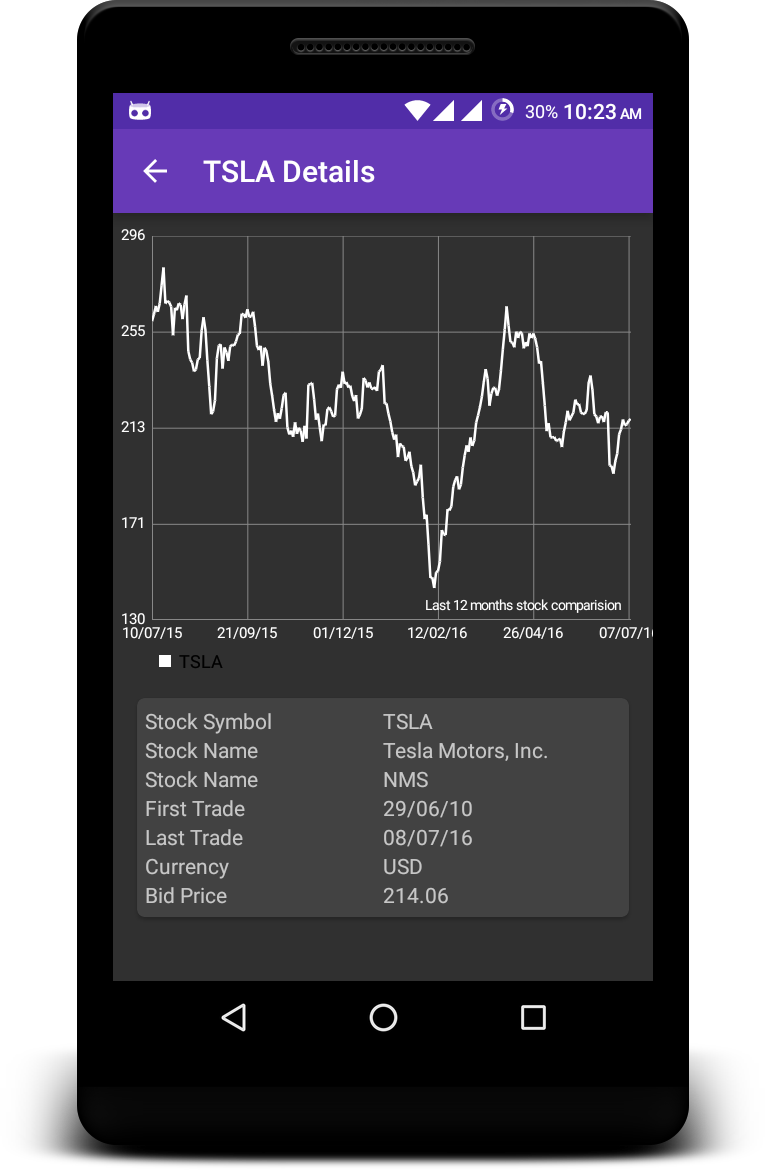 30% 10:23 AM
TSLA Details
296
255
213
171
130
Last 12 months stock comparision
10/07/15 21/09/15 01/12/15 12/02/16 26/04/16 07/07/1
TSLA
Stock Symbol TSLA
Stock Name Tesla Motors, Inc.
Stock Name NMS
First Trade 29/06/10
Last Trade 08/07/16
Currency USD
Bid Price 214.06